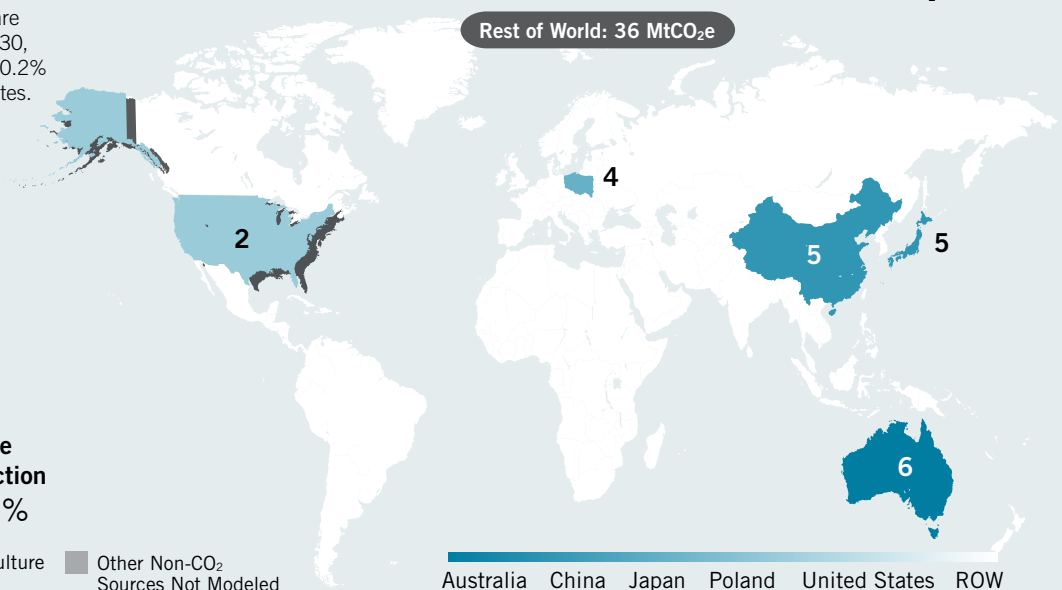 are
30,
0.2%
tes.
Rest of World: 36 MtCO₂e
4
2
5
5
6
e
ction
%
ulture
Other Non-CO₂
Sources Not Modeled
Australia China Japan Poland United States ROW